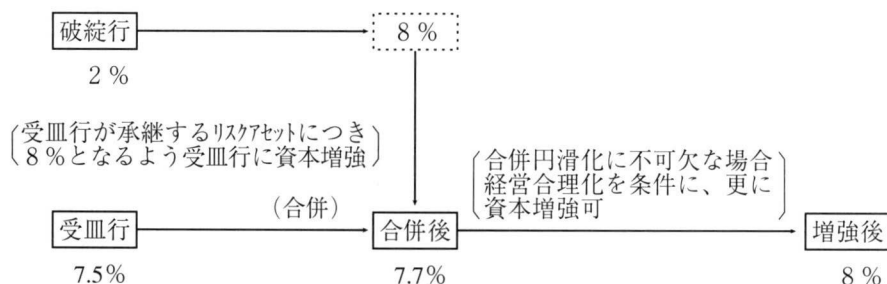 破綻行
8％
2％
受皿行が承継するリスクアセットにつき
8％となるよう受皿行に資本増強
合併円滑化に不可欠な場合
経営合理化を条件に、更に
資本増強可
（合併）
受皿行
合併後
増強後
7.5％
7.7％
8％